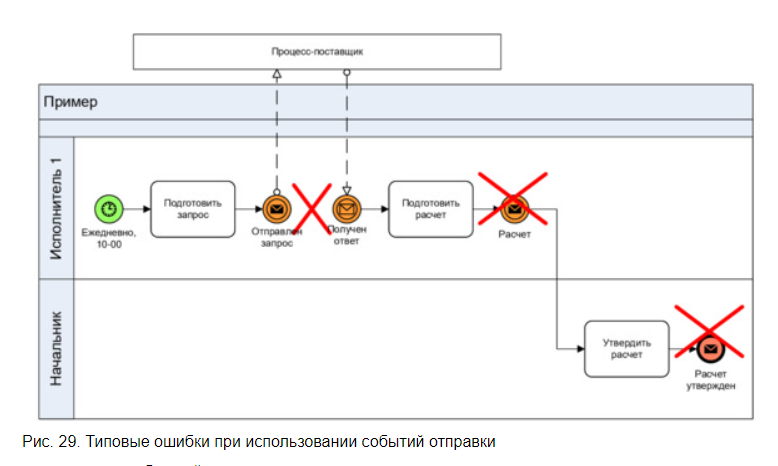 Процесс-поставщик
Пример
Исполнитель 1
Ежедневно,
10-00
Подготовить
запрос
Отправлен
запрос
Получен
ответ
Подготовить
расчет
Расчет
Начальник
Утвердить
расчет
Расчет
утвержден
Рис. 29. Типовые ошибки при использовании событий отправки